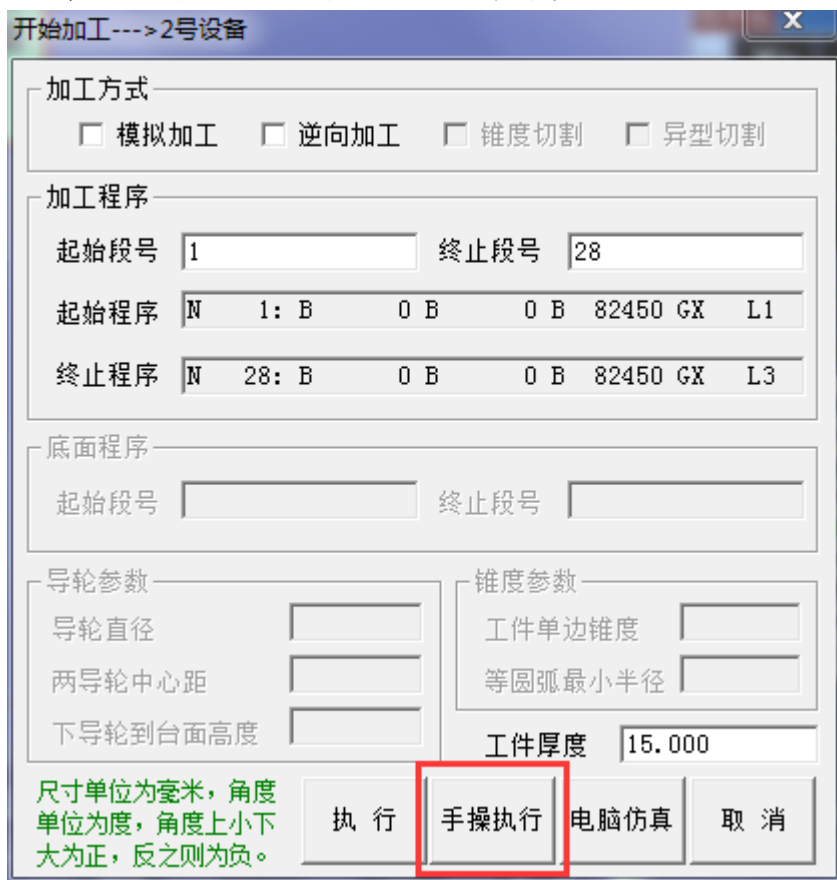 开始加工--->2号设备
X
加工方式
模拟加工 逆向加工 锥度切割 异型切割
加工程序
起始段号 1 终止段号 28
起始程序 N 1: B 0 B 0 B 82450 GX L1
终止程序 N 28: B 0 B 0 B 82450 GX L3
底面程序
起始段号 终止段号
导轮参数 锥度参数
导轮直径 工件单边锥度
两导轮中心距 等圆弧最小半径
下导轮到台面高度 工件厚度 15.000
尺寸单位为毫米，角度
单位为度，角度上小下
大为正，反之则为负。
执 行 手操执行 电脑仿真 取 消